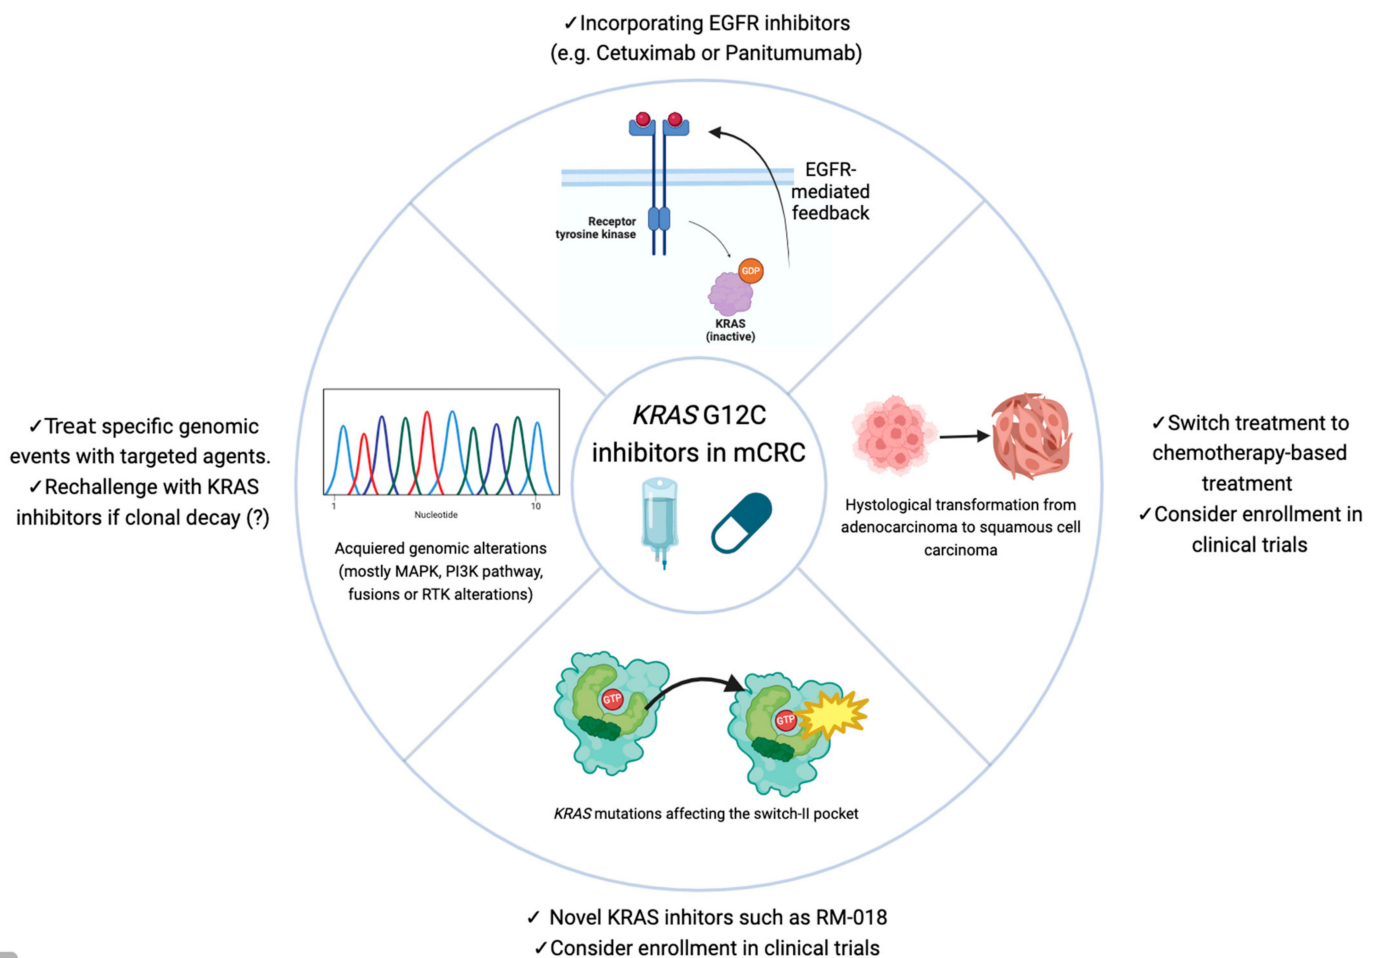 ✓Incorporating EGFR inhibitors
(e.g. Cetuximab or Panitumumab)
EGFR-
mediated
feedback
Receptor
tyrosine kinase
GDP
KRAS
(inactive)
KRAS G12C
inhibitors in mCRC
✓Treat specific genomic
events with targeted agents.
✓Rechallenge with KRAS
inhibitors if clonal decay (?)
1
10
Nucleotide
Acquiered genomic alterations
(mostly MAPK, PI3K pathway,
fusions or RTK alterations)
Hystological transformation from
adenocarcinoma to squamous cell
carcinoma
✓Switch treatment to
chemotherapy-based
treatment
✓Consider enrollment in
clinical trials
GTP
GTP
KRAS mutations affecting the switch-II pocket
✓ Novel KRAS inhitors such as RM-018
✓Consider enrollment in clinical trials